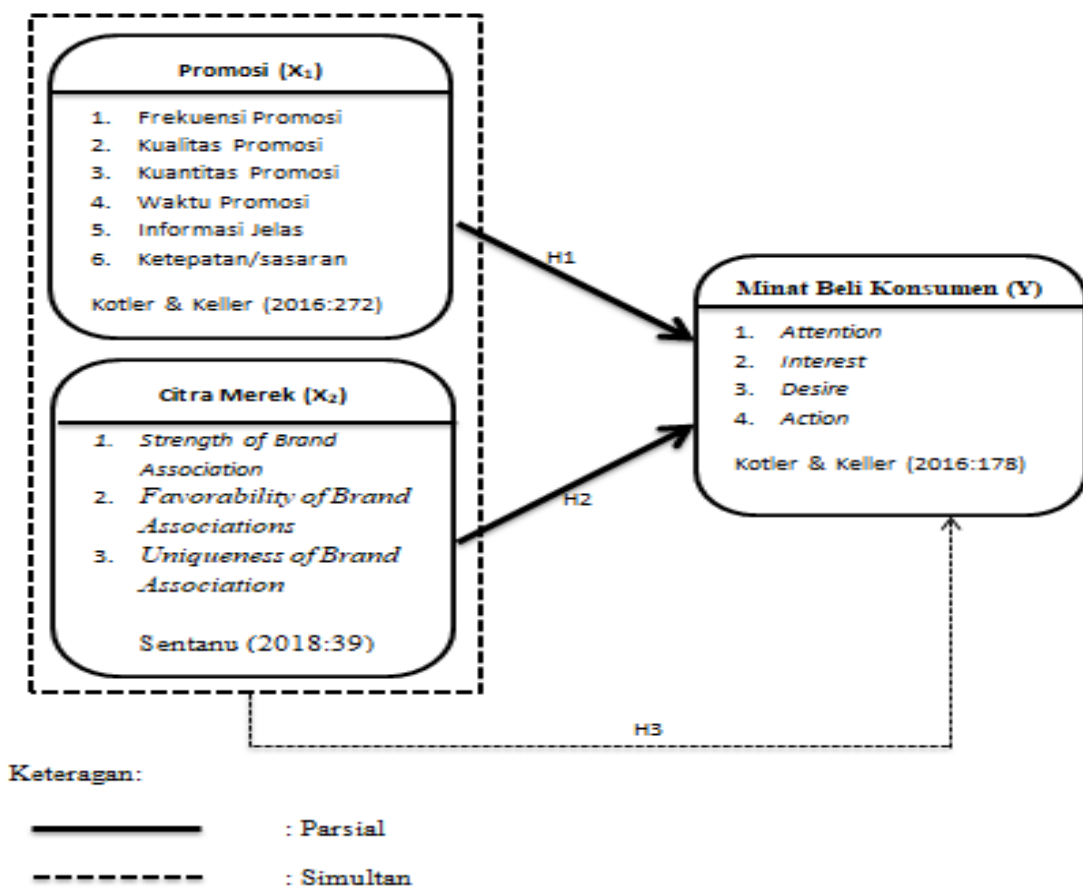 Promosi (X₁)
1. Frekuensi Promosi
2. Kualitas Promosi
3. Kuantitas Promosi
4. Waktu Promosi
5. Informasi Jelas
6. Ketepatan/sasaran
Kotler & Keller (2016:272)
H1
Minat Beli Konsumen (Y)
1. Attention
2. Interest
3. Desire
4. Action
Kotler & Keller (2016:178)
Citra Merek (X₂)
1. Strength of Brand
Association
2. Favorability of Brand
Associations
3. Uniqueness of Brand
Association
Sentanu (2018:39)
H2
H3
Keteragan:
: Parsial
: Simultan